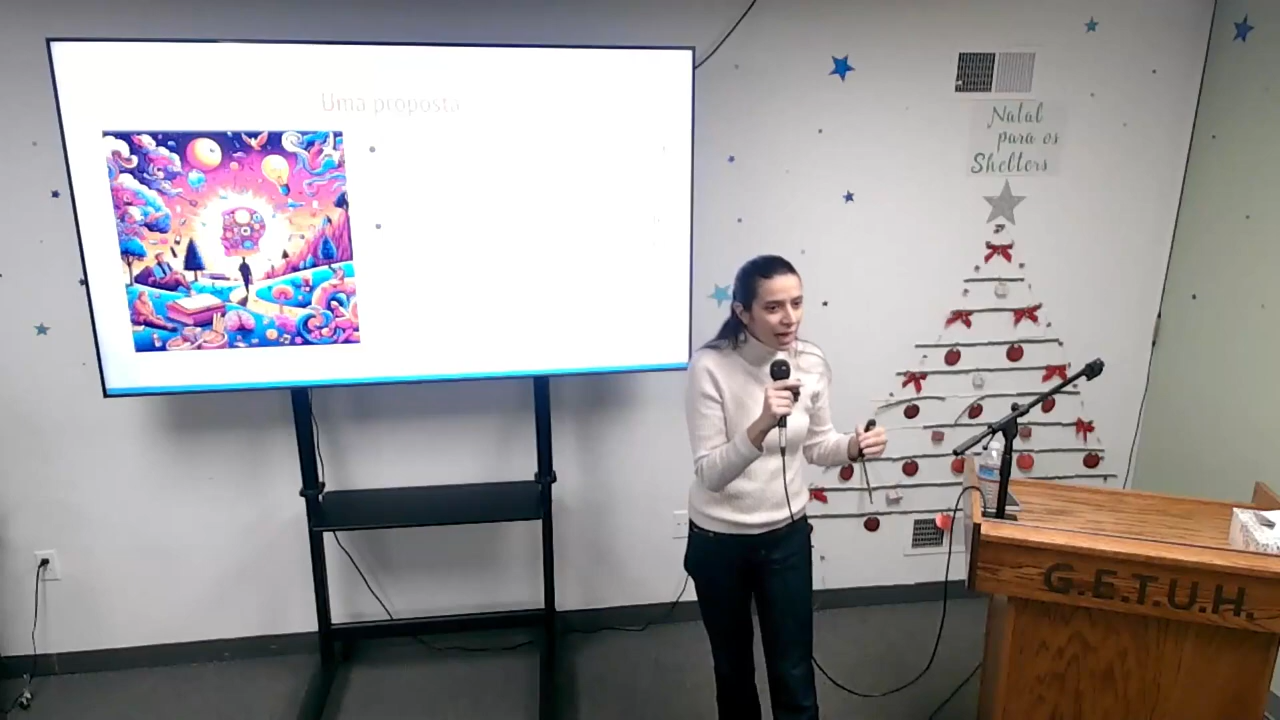 Uma proposta
Natal
para os
Shelters
G.E.T.U.H.